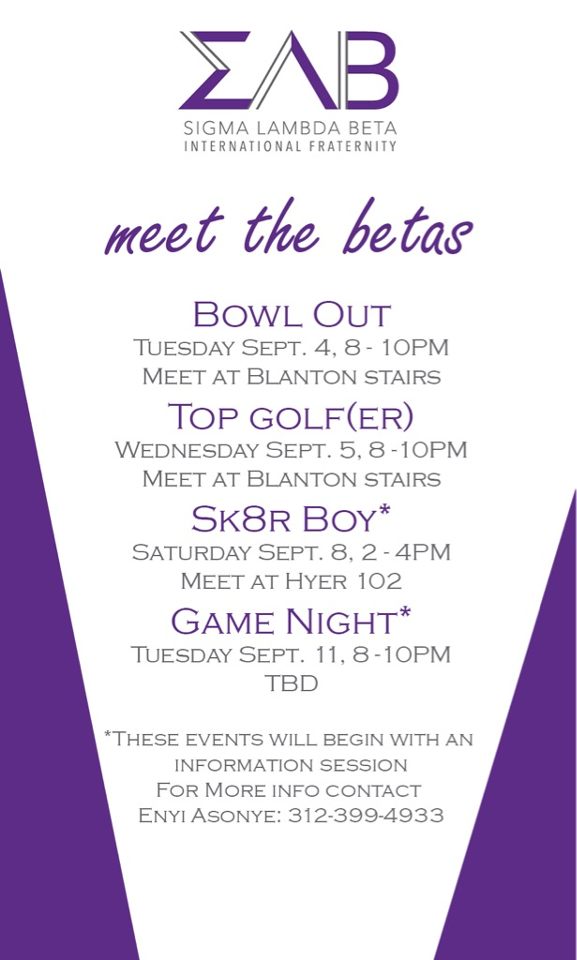 ΣΛΒ
SIGMA LAMBDA BETA
INTERNATIONAL FRATERNITY
meet the betas
Bowl Out
Tuesday Sept. 4, 8 - 10PM
Meet at Blanton stairs
Top golf(er)
Wednesday Sept. 5, 8 -10PM
Meet at Blanton stairs
Sk8r Boy*
Saturday Sept. 8, 2 - 4PM
Meet at Hyer 102
Game Night*
Tuesday Sept. 11, 8 -10PM
TBD
*These events will begin with an
information session
For More info contact
Enyi Asonye: 312-399-4933